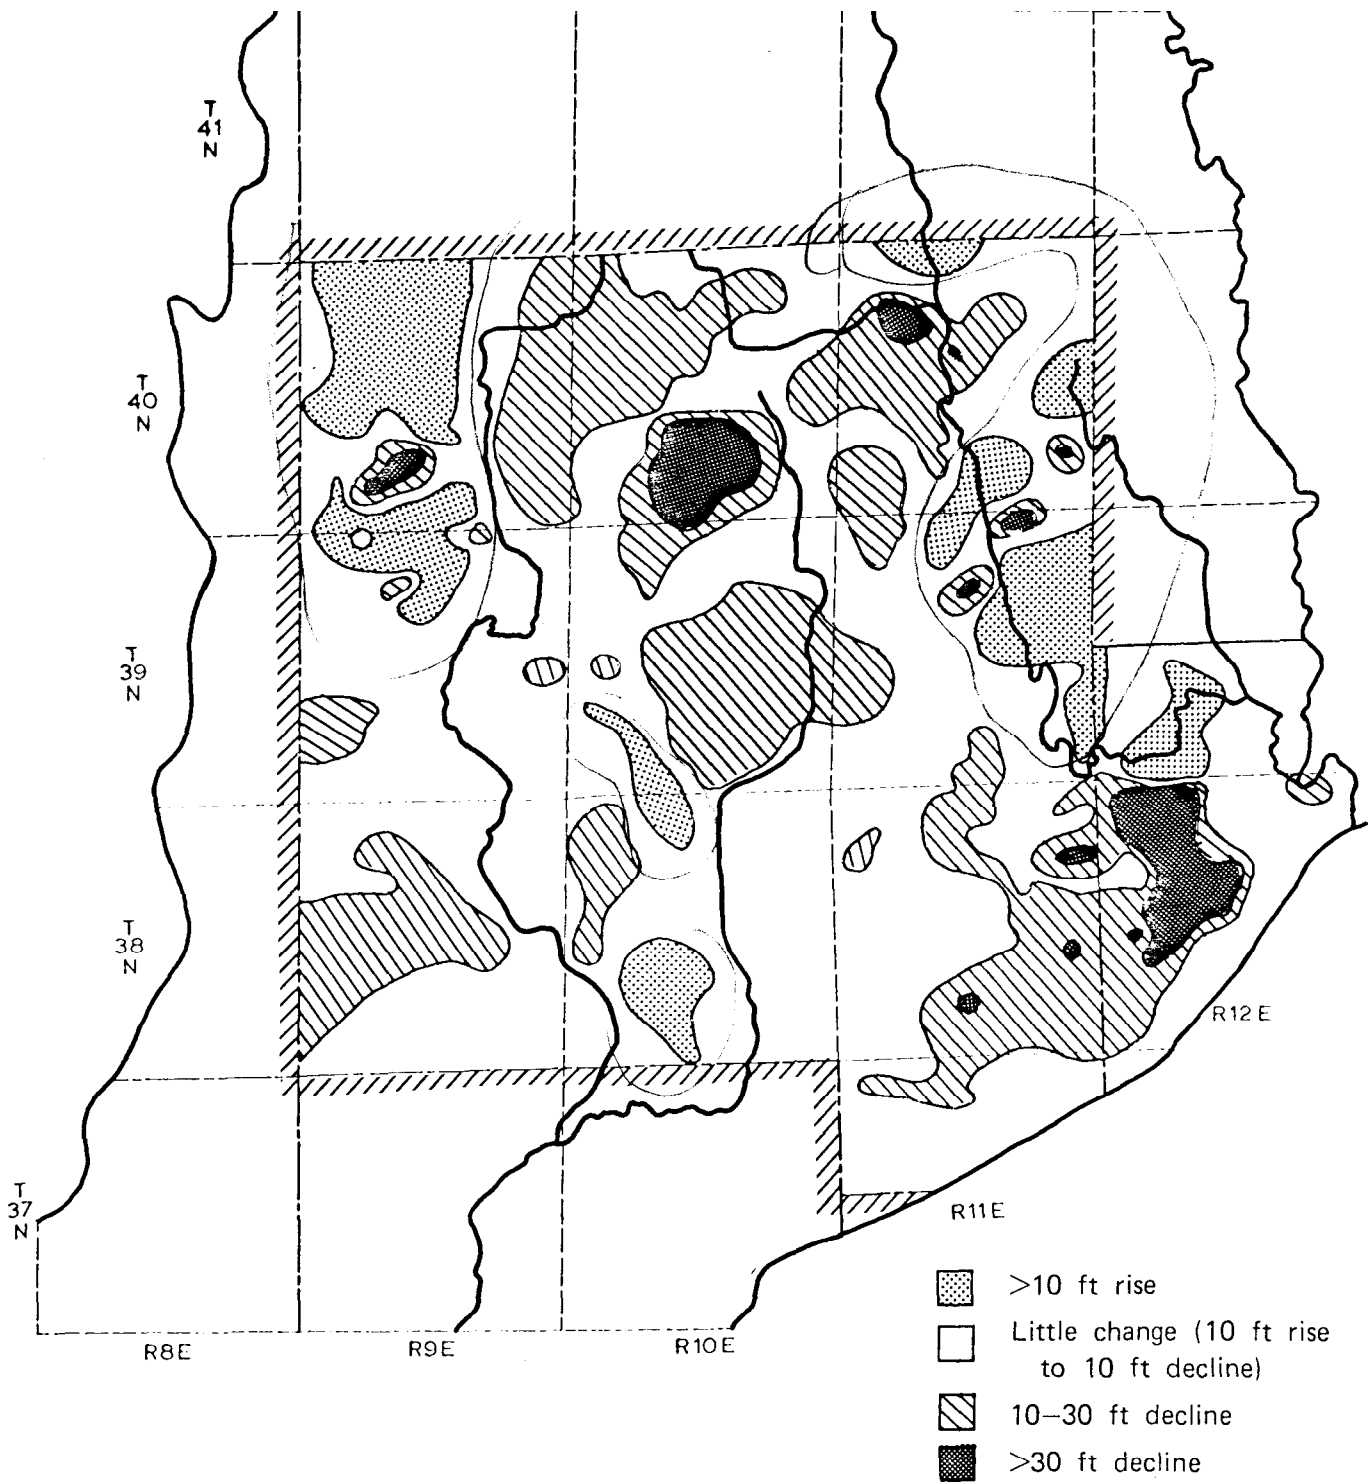 T
41
N
T
40
N
T
39
N
T
38
N
R12E
T
37
N
R11E
>10 ft rise
Little change (10 ft rise
to 10 ft decline)
R8E
R9E
R10E
10–30 ft decline
>30 ft decline